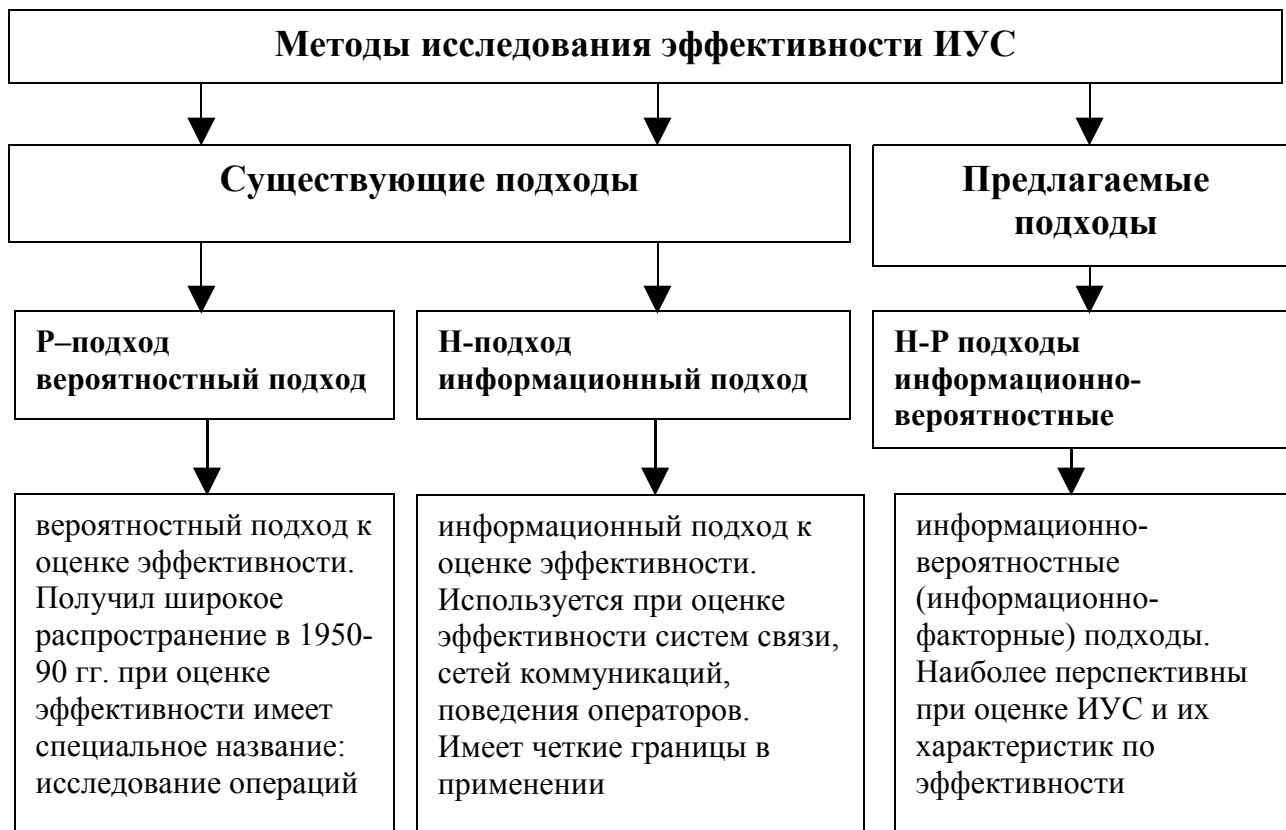 Методы исследования эффективности ИУС
Существующие подходы
Предлагаемые
подходы
Р–подход
вероятностный подход
Н-подход
информационный подход
Н-Р подходы
информационно-
вероятностные
вероятностный подход к
оценке эффективности.
Получил широкое
распространение в 1950-
90 гг. при оценке
эффективности имеет
специальное название:
исследование операций
информационный подход к
оценке эффективности.
Используется при оценке
эффективности систем связи,
сетей коммуникаций,
поведения операторов.
Имеет четкие границы в
применении
информационно-
вероятностные
(информационно-
факторные) подходы.
Наиболее перспективны
при оценке ИУС и их
характеристик по
эффективности